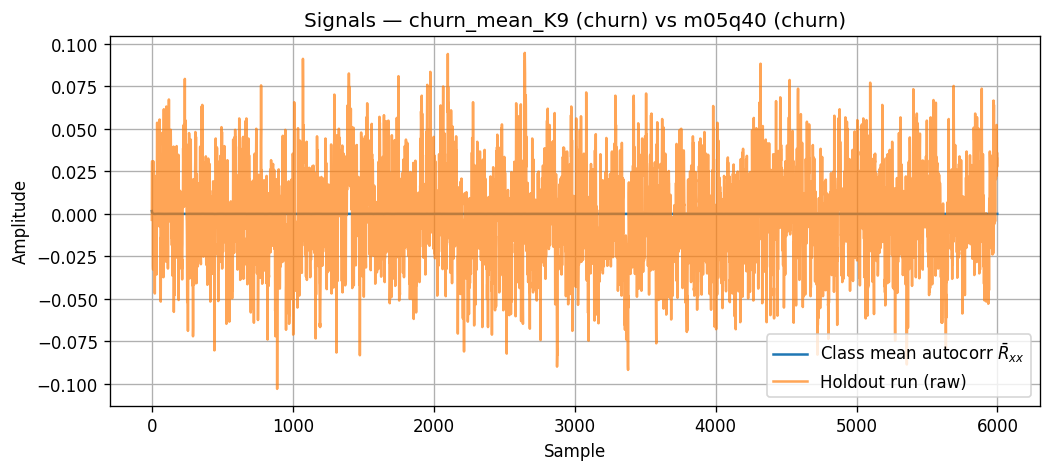 Signals — churn_mean_K9 (churn) vs m05q40 (churn)
0.100
0.075
0.050
0.025
0.000
−0.025
−0.050
−0.075
−0.100
Amplitude
Class mean autocorr R̄xx
Holdout run (raw)
0 1000 2000 3000 4000 5000 6000
Sample